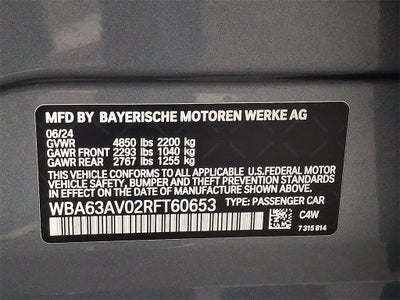 MFD BY BAYERISCHE MOTOREN WERKE AG
06/24
GVWR 4850 lbs 2200 kg
GAWR FRONT 2293 lbs 1040 kg
GAWR REAR 2767 lbs 1255 kg
THIS VEHICLE CONFORMS TO ALL APPLICABLE U.S. FEDERAL MOTOR
VEHICLE SAFETY, BUMPER AND THEFT PREVENTION STANDARDS
IN EFFECT ON THE DATE OF MANUFACTURE SHOWN ABOVE.
WBA63AV02RFT60653 TYPE: PASSENGER CAR
C4W
7 315 814